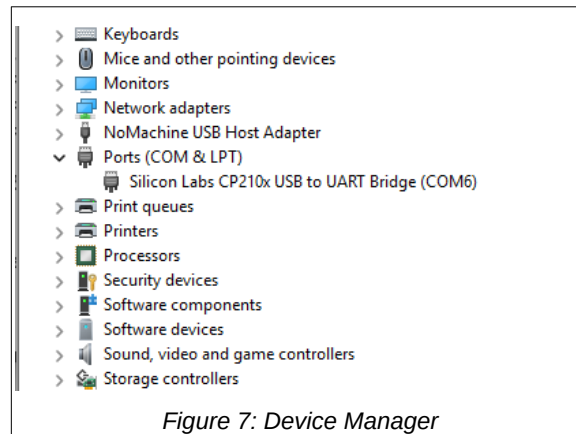 Keyboards
Mice and other pointing devices
Monitors
Network adapters
NoMachine USB Host Adapter
Ports (COM & LPT)
Silicon Labs CP210x USB to UART Bridge (COM6)
Print queues
Printers
Processors
Security devices
Software components
Software devices
Sound, video and game controllers
Storage controllers
Figure 7: Device Manager